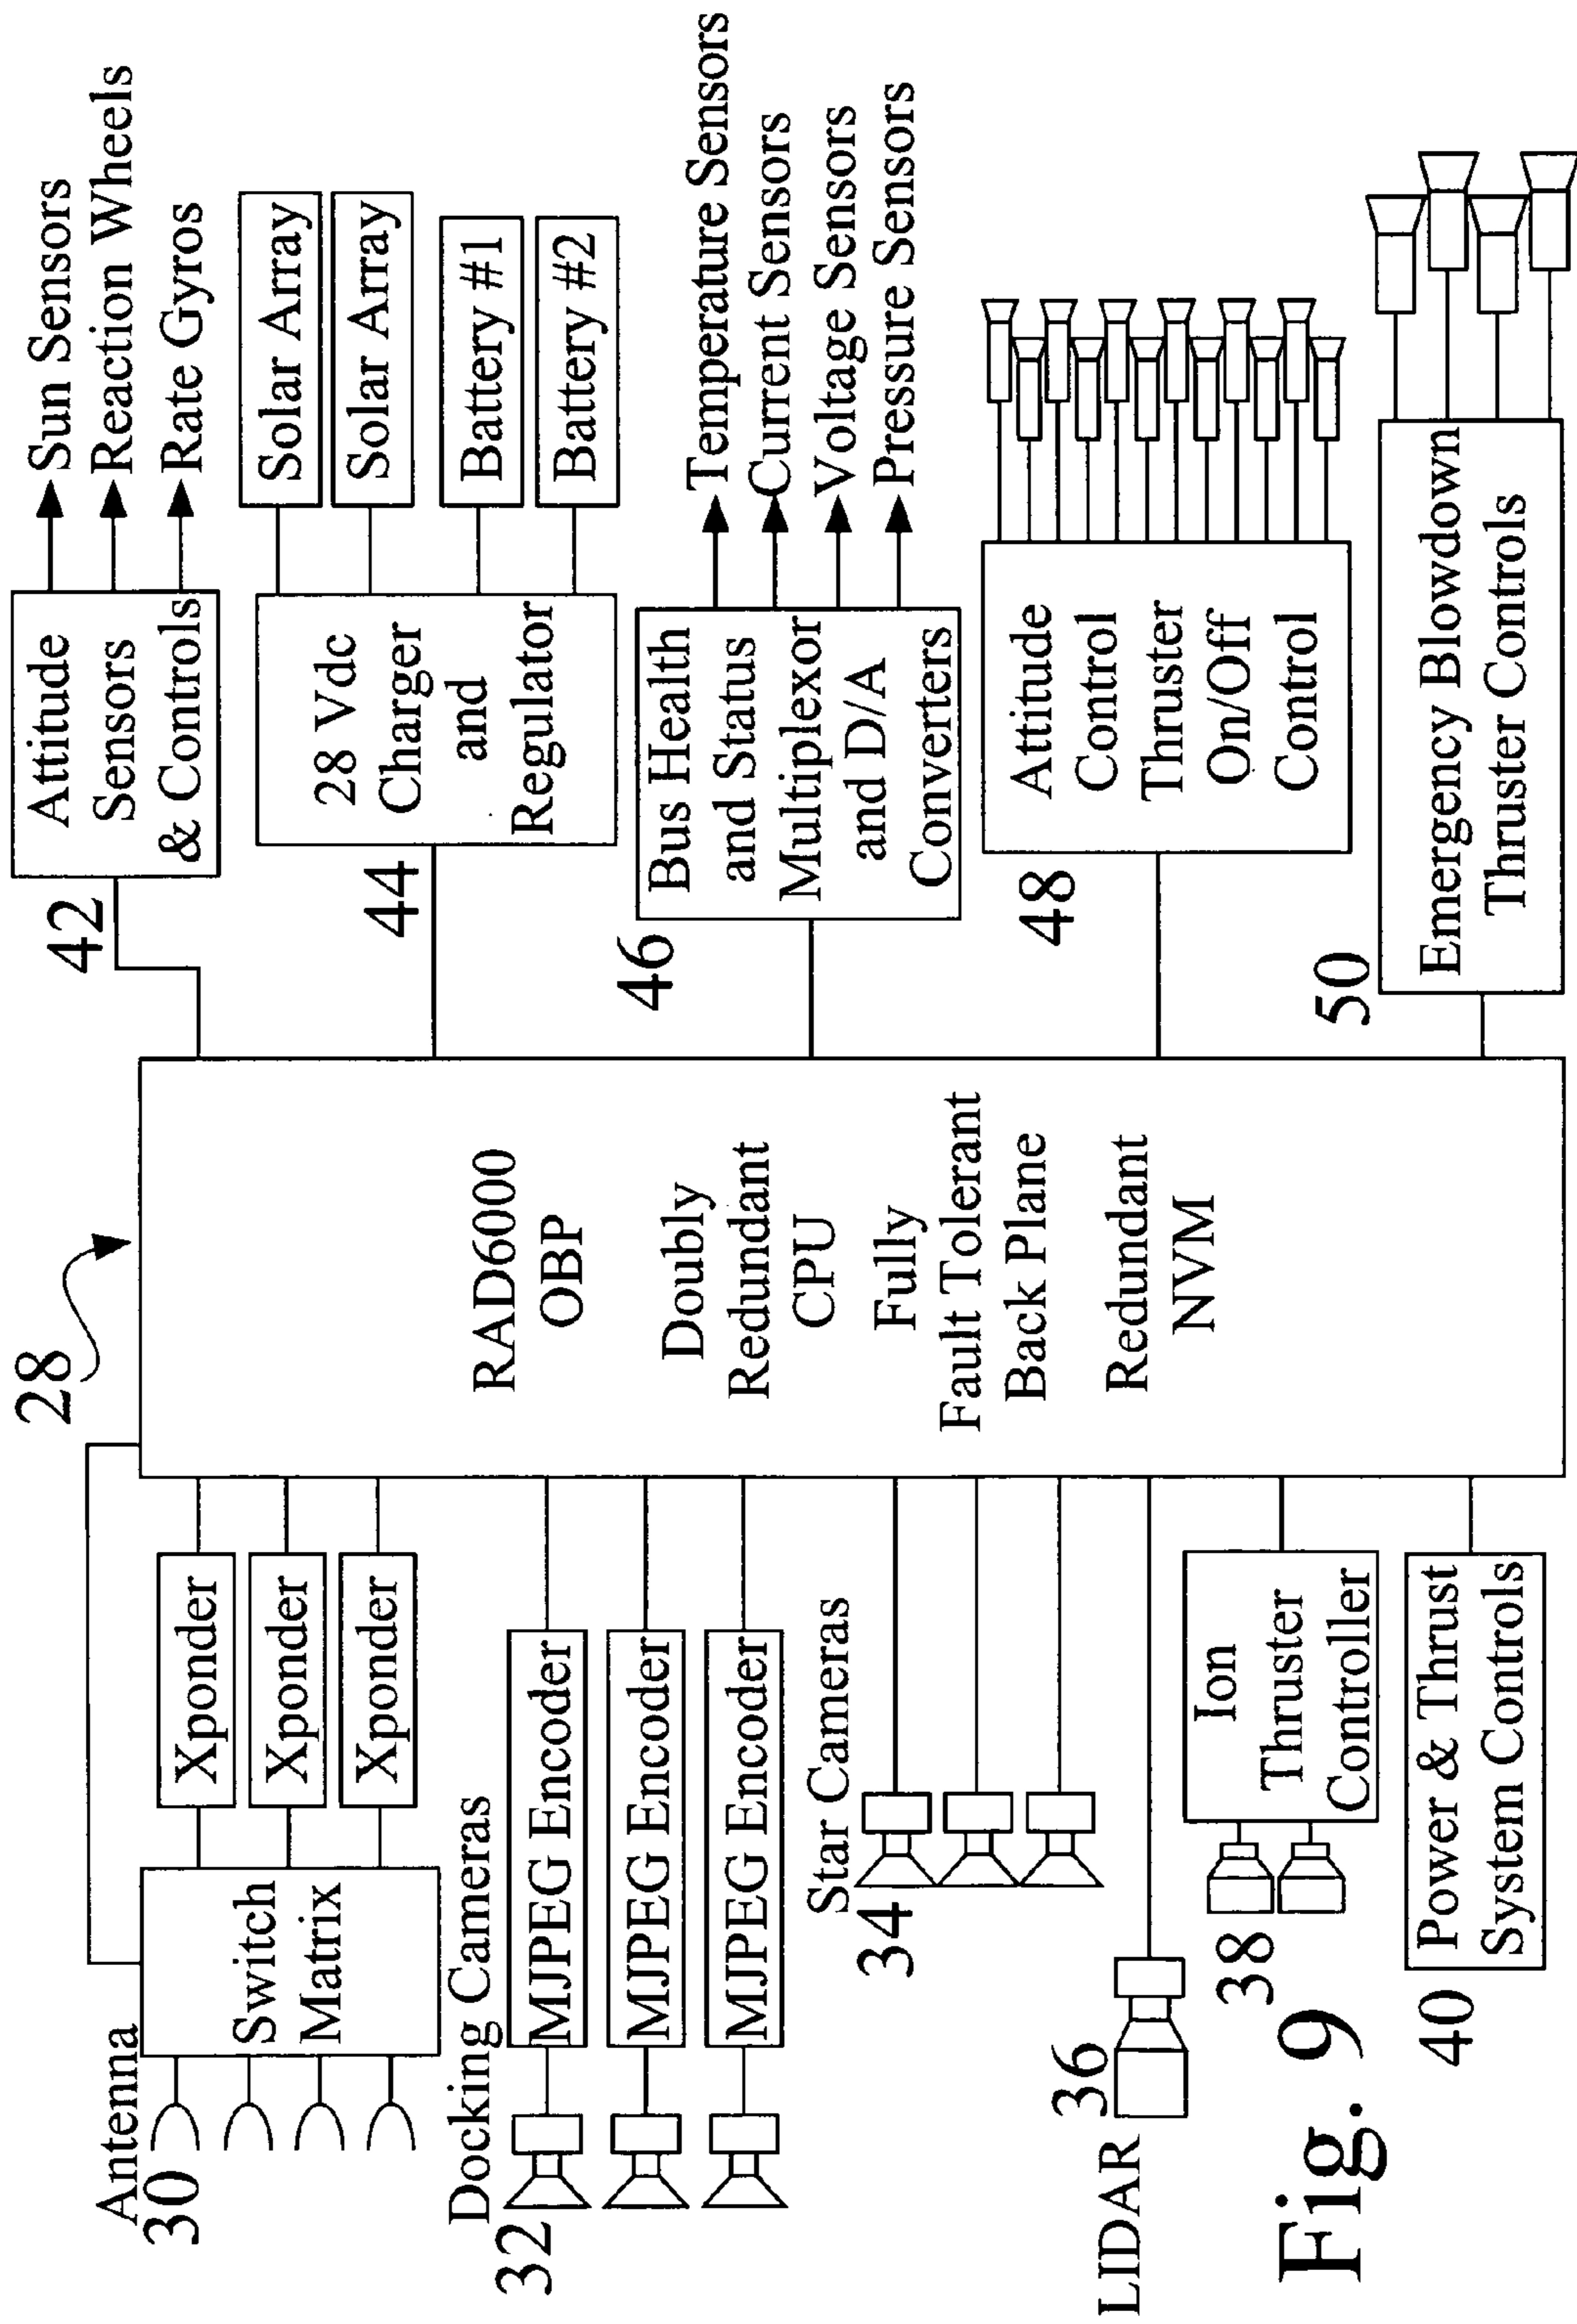 28
Antenna
30
Switch
Matrix
Xponder
Xponder
Xponder
Docking Cameras
32
MJPEG Encoder
MJPEG Encoder
MJPEG Encoder
Star Cameras
34
LIDAR
36
38
Ion
Thruster
Controller
40
Power & Thrust
System Controls
RAD6000
OBP
Doubly
Redundant
CPU
Fully
Fault Tolerant
Back Plane
Redundant
NVM
42
Attitude
Sensors
& Controls
Sun Sensors
Reaction Wheels
Rate Gyros
44
28 Vdc
Charger
and
Regulator
Solar Array
Solar Array
Battery #1
Battery #2
46
Bus Health
and Status
Multiplexor
and D/A
Converters
Temperature Sensors
Current Sensors
Voltage Sensors
Pressure Sensors
48
Attitude
Control
Thruster
On/Off
Control
50
Emergency Blowdown
Thruster Controls
Fig. 9